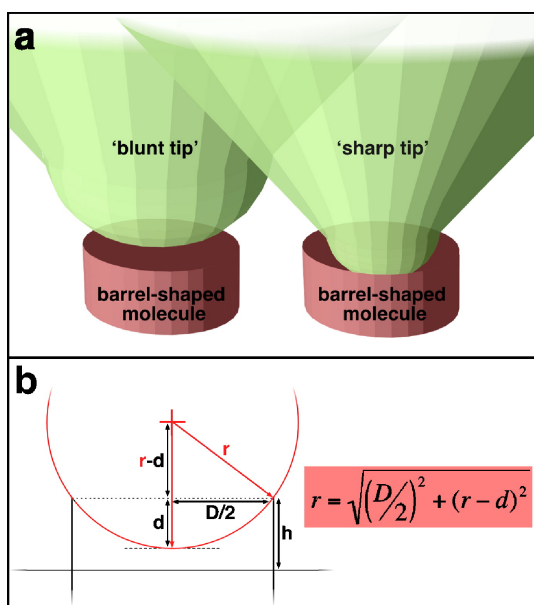 a
'blunt tip'
'sharp tip'
barrel-shaped
molecule
barrel-shaped
molecule
b
r-d
r
d
D/2
h
r = √((D/2)² + (r − d)²)